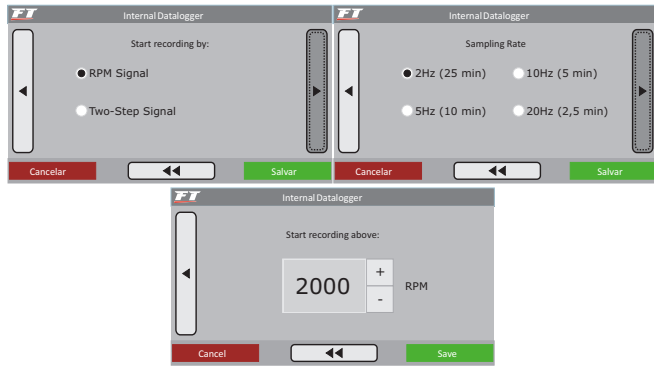 FT Internal Datalogger
Start recording by:
RPM Signal
Two-Step Signal
Cancelar Salvar
FT Internal Datalogger
Sampling Rate
2Hz (25 min) 10Hz (5 min)
5Hz (10 min) 20Hz (2,5 min)
Cancelar Salvar
FT Internal Datalogger
Start recording above:
2000 + - RPM
Cancel Save